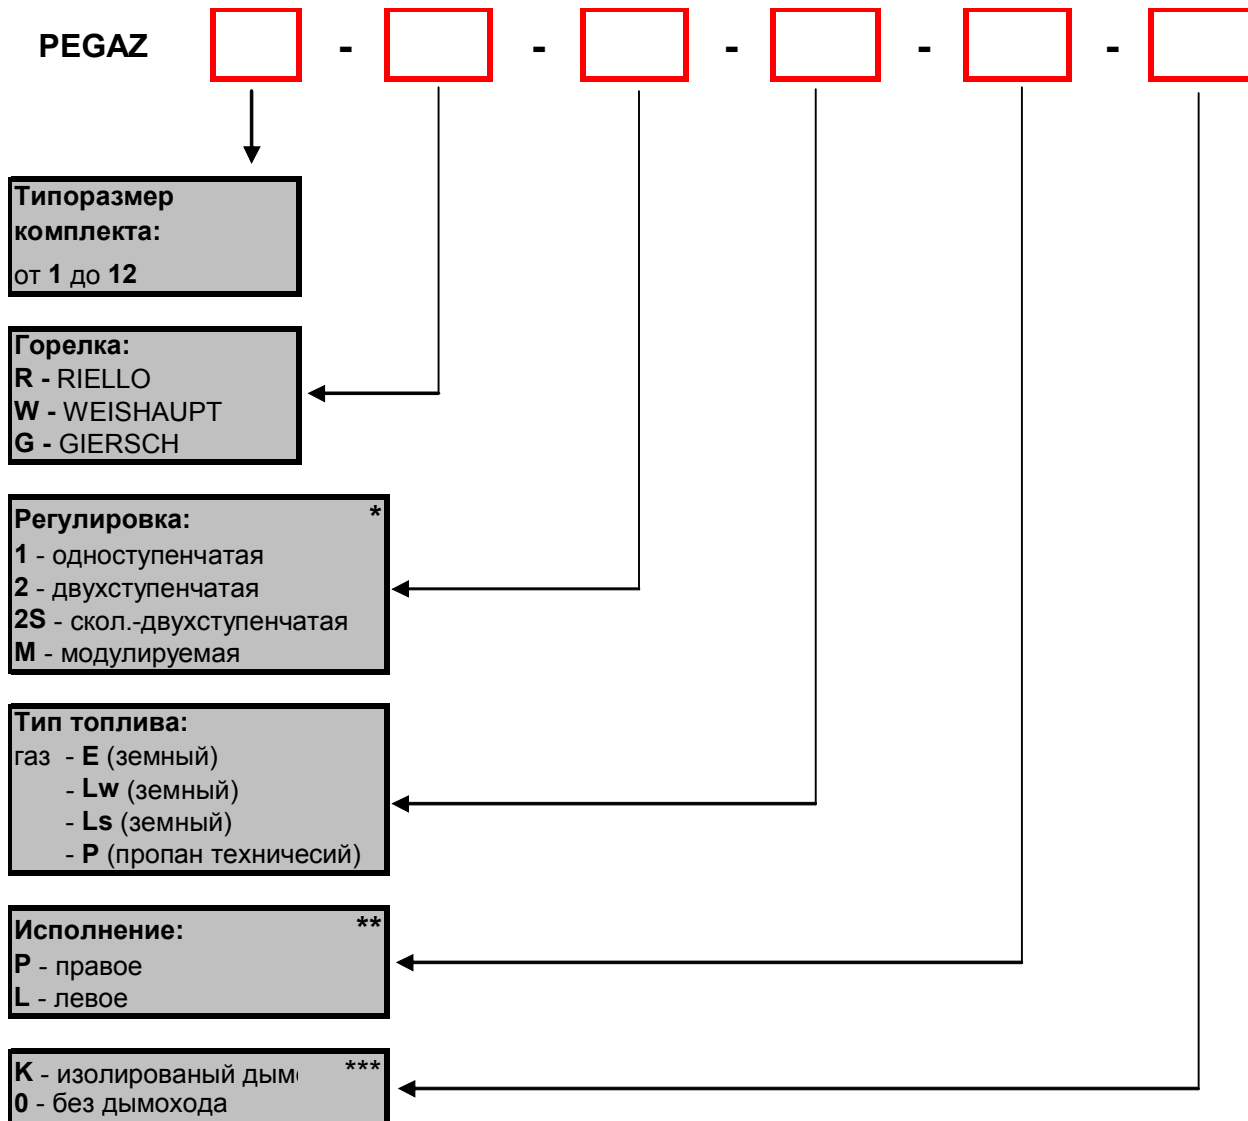 PEGAZ - - - - -
Типоразмер
комплекта:
от 1 до 12
Горелка:
R - RIELLO
W - WEISHAUPT
G - GIERSCH
Регулировка: *
1 - одноступенчатая
2 - двухступенчатая
2S - скол.-двухступенчатая
M - модулируемая
Тип топлива:
газ - E (земный)
- Lw (земный)
- Ls (земный)
- P (пропан техничесий)
Исполнение: **
P - правое
L - левое
K - изолированый ***
0 - без дымохода